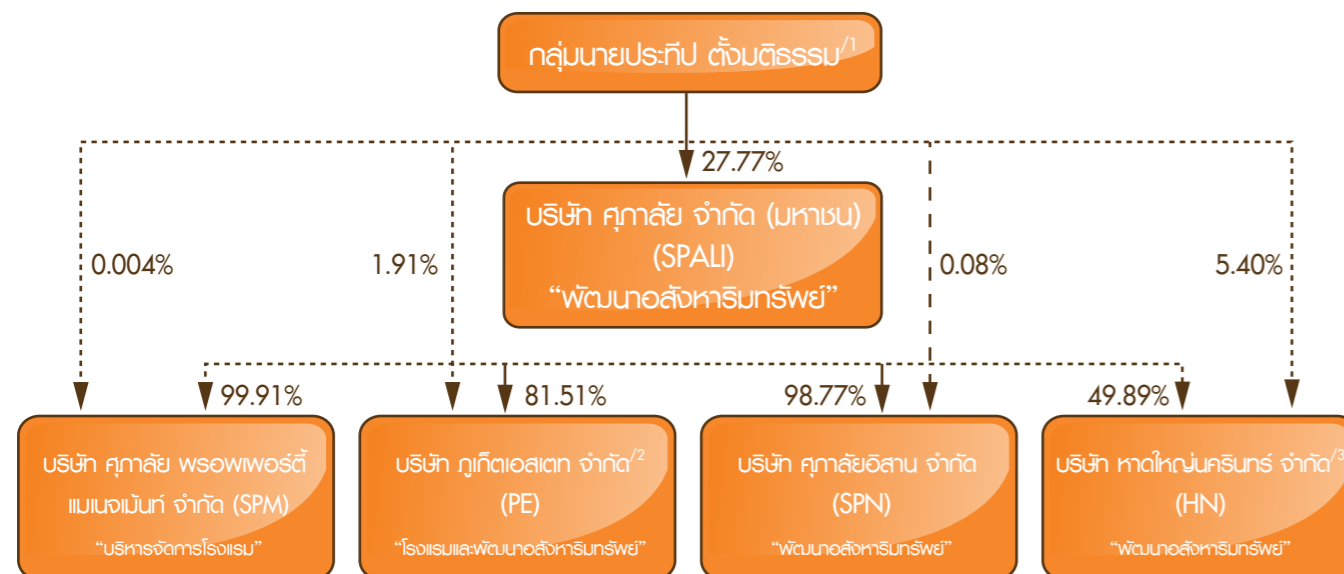 กลุ่มนายประทีป ตั้งมติธรรม/1
27.77%
บริษัท ศุภาลัย จำกัด (มหาชน)
(SPALI)
“พัฒนาอสังหาริมทรัพย์”
0.004%
1.91%
0.08%
5.40%
99.91%
81.51%
98.77%
49.89%
บริษัท ศุภาลัย พรอพเพอร์ตี้
แมเนจเม้นท์ จำกัด (SPM)
“บริหารจัดการโรงแรม”
บริษัท ภูเก็ตเอสเตท จำกัด/2
(PE)
“โรงแรมและพัฒนาอสังหาริมทรัพย์”
บริษัท ศุภาลัยอิสาน จำกัด
(SPN)
“พัฒนาอสังหาริมทรัพย์”
บริษัท หาดใหญ่นครินทร์ จำกัด/3
(HN)
“พัฒนาอสังหาริมทรัพย์”